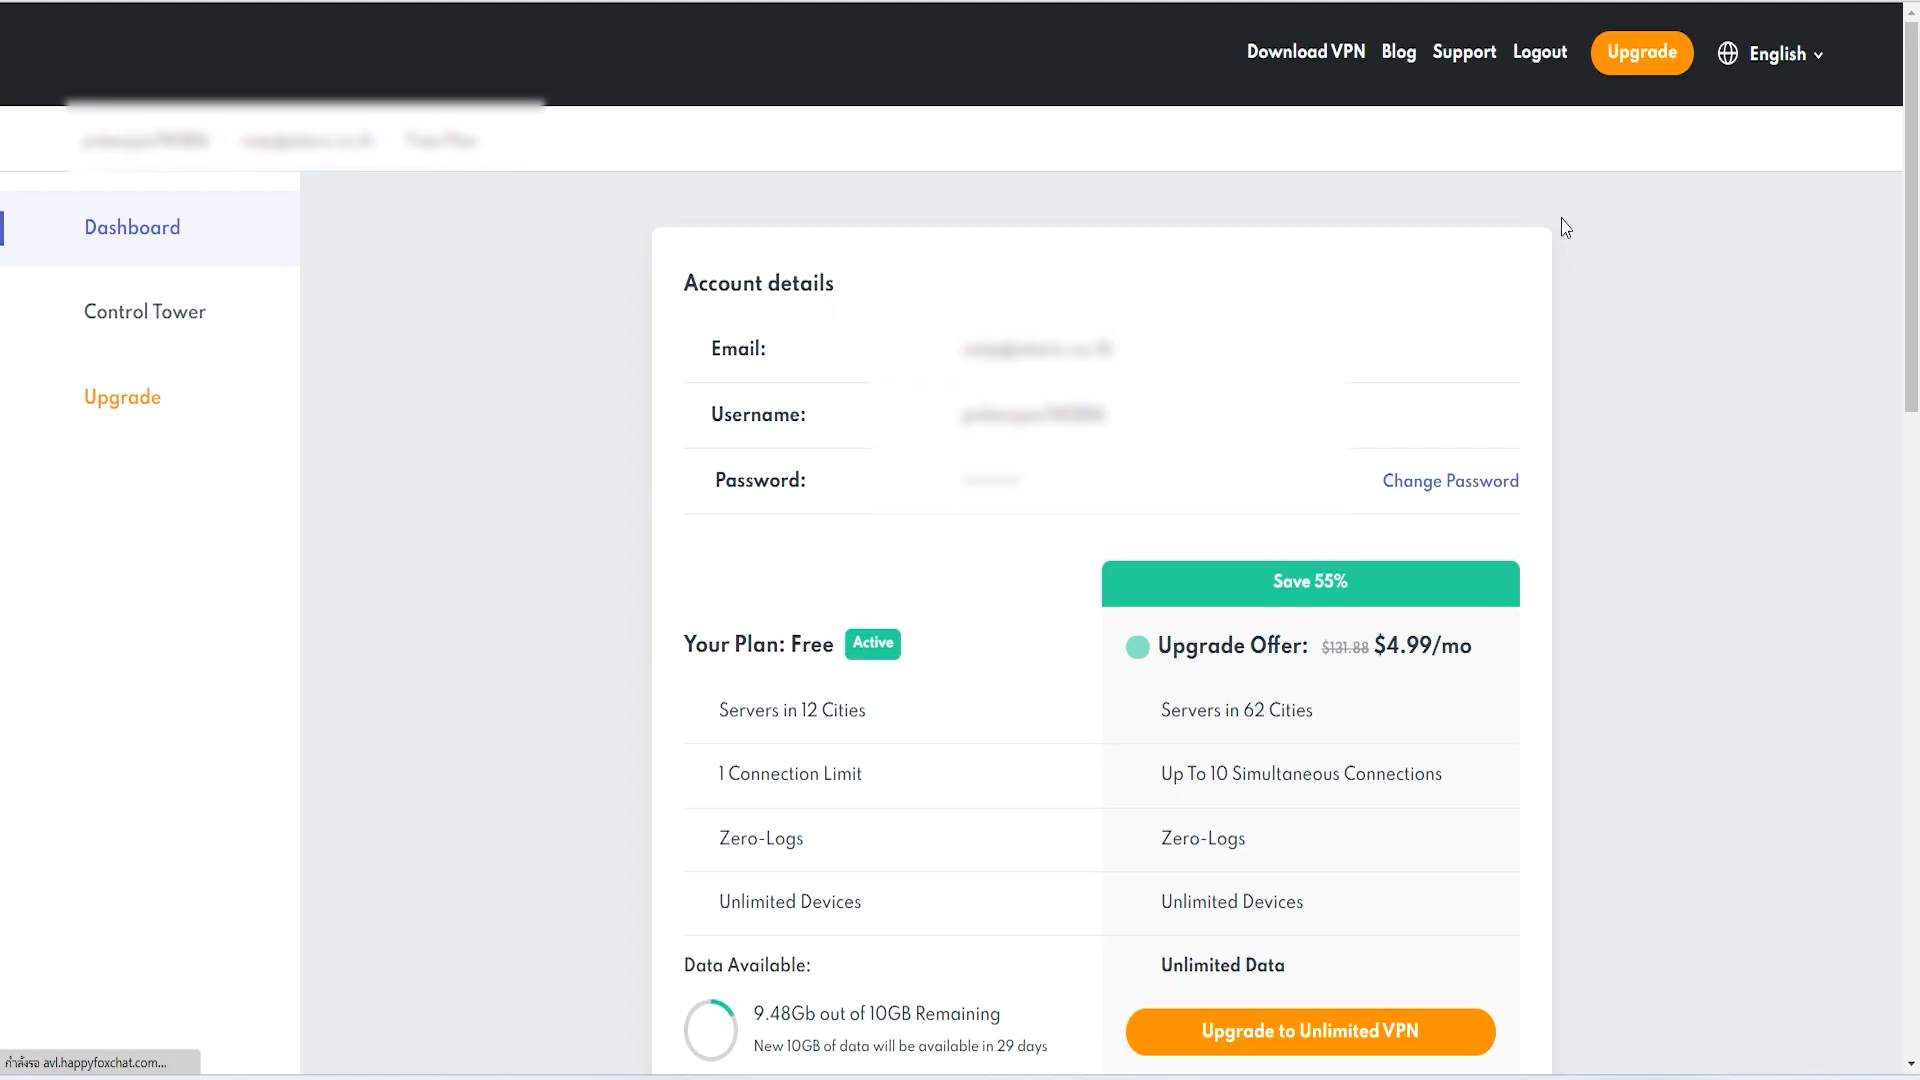 Download VPN Blog Support Logout Upgrade English
Dashboard
Control Tower
Upgrade
Account details
Email:
Username:
Password:
Change Password
Save 55%
Your Plan: Free Active
Upgrade Offer: $131.88 $4.99/mo
Servers in 12 Cities
Servers in 62 Cities
1 Connection Limit
Up To 10 Simultaneous Connections
Zero-Logs
Zero-Logs
Unlimited Devices
Unlimited Devices
Data Available:
Unlimited Data
9.48Gb out of 10GB Remaining
New 10GB of data will be available in 29 days
Upgrade to Unlimited VPN
กำลังรอ avl.happyfoxchat.com...